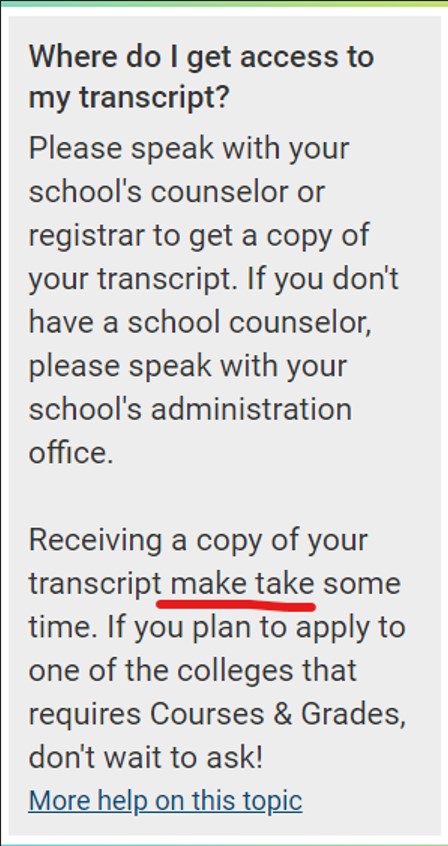 Where do I get access to
my transcript?
Please speak with your
school's counselor or
registrar to get a copy of
your transcript. If you don't
have a school counselor,
please speak with your
school's administration
office.
Receiving a copy of your
transcript make take some
time. If you plan to apply to
one of the colleges that
requires Courses & Grades,
don't wait to ask!
More help on this topic